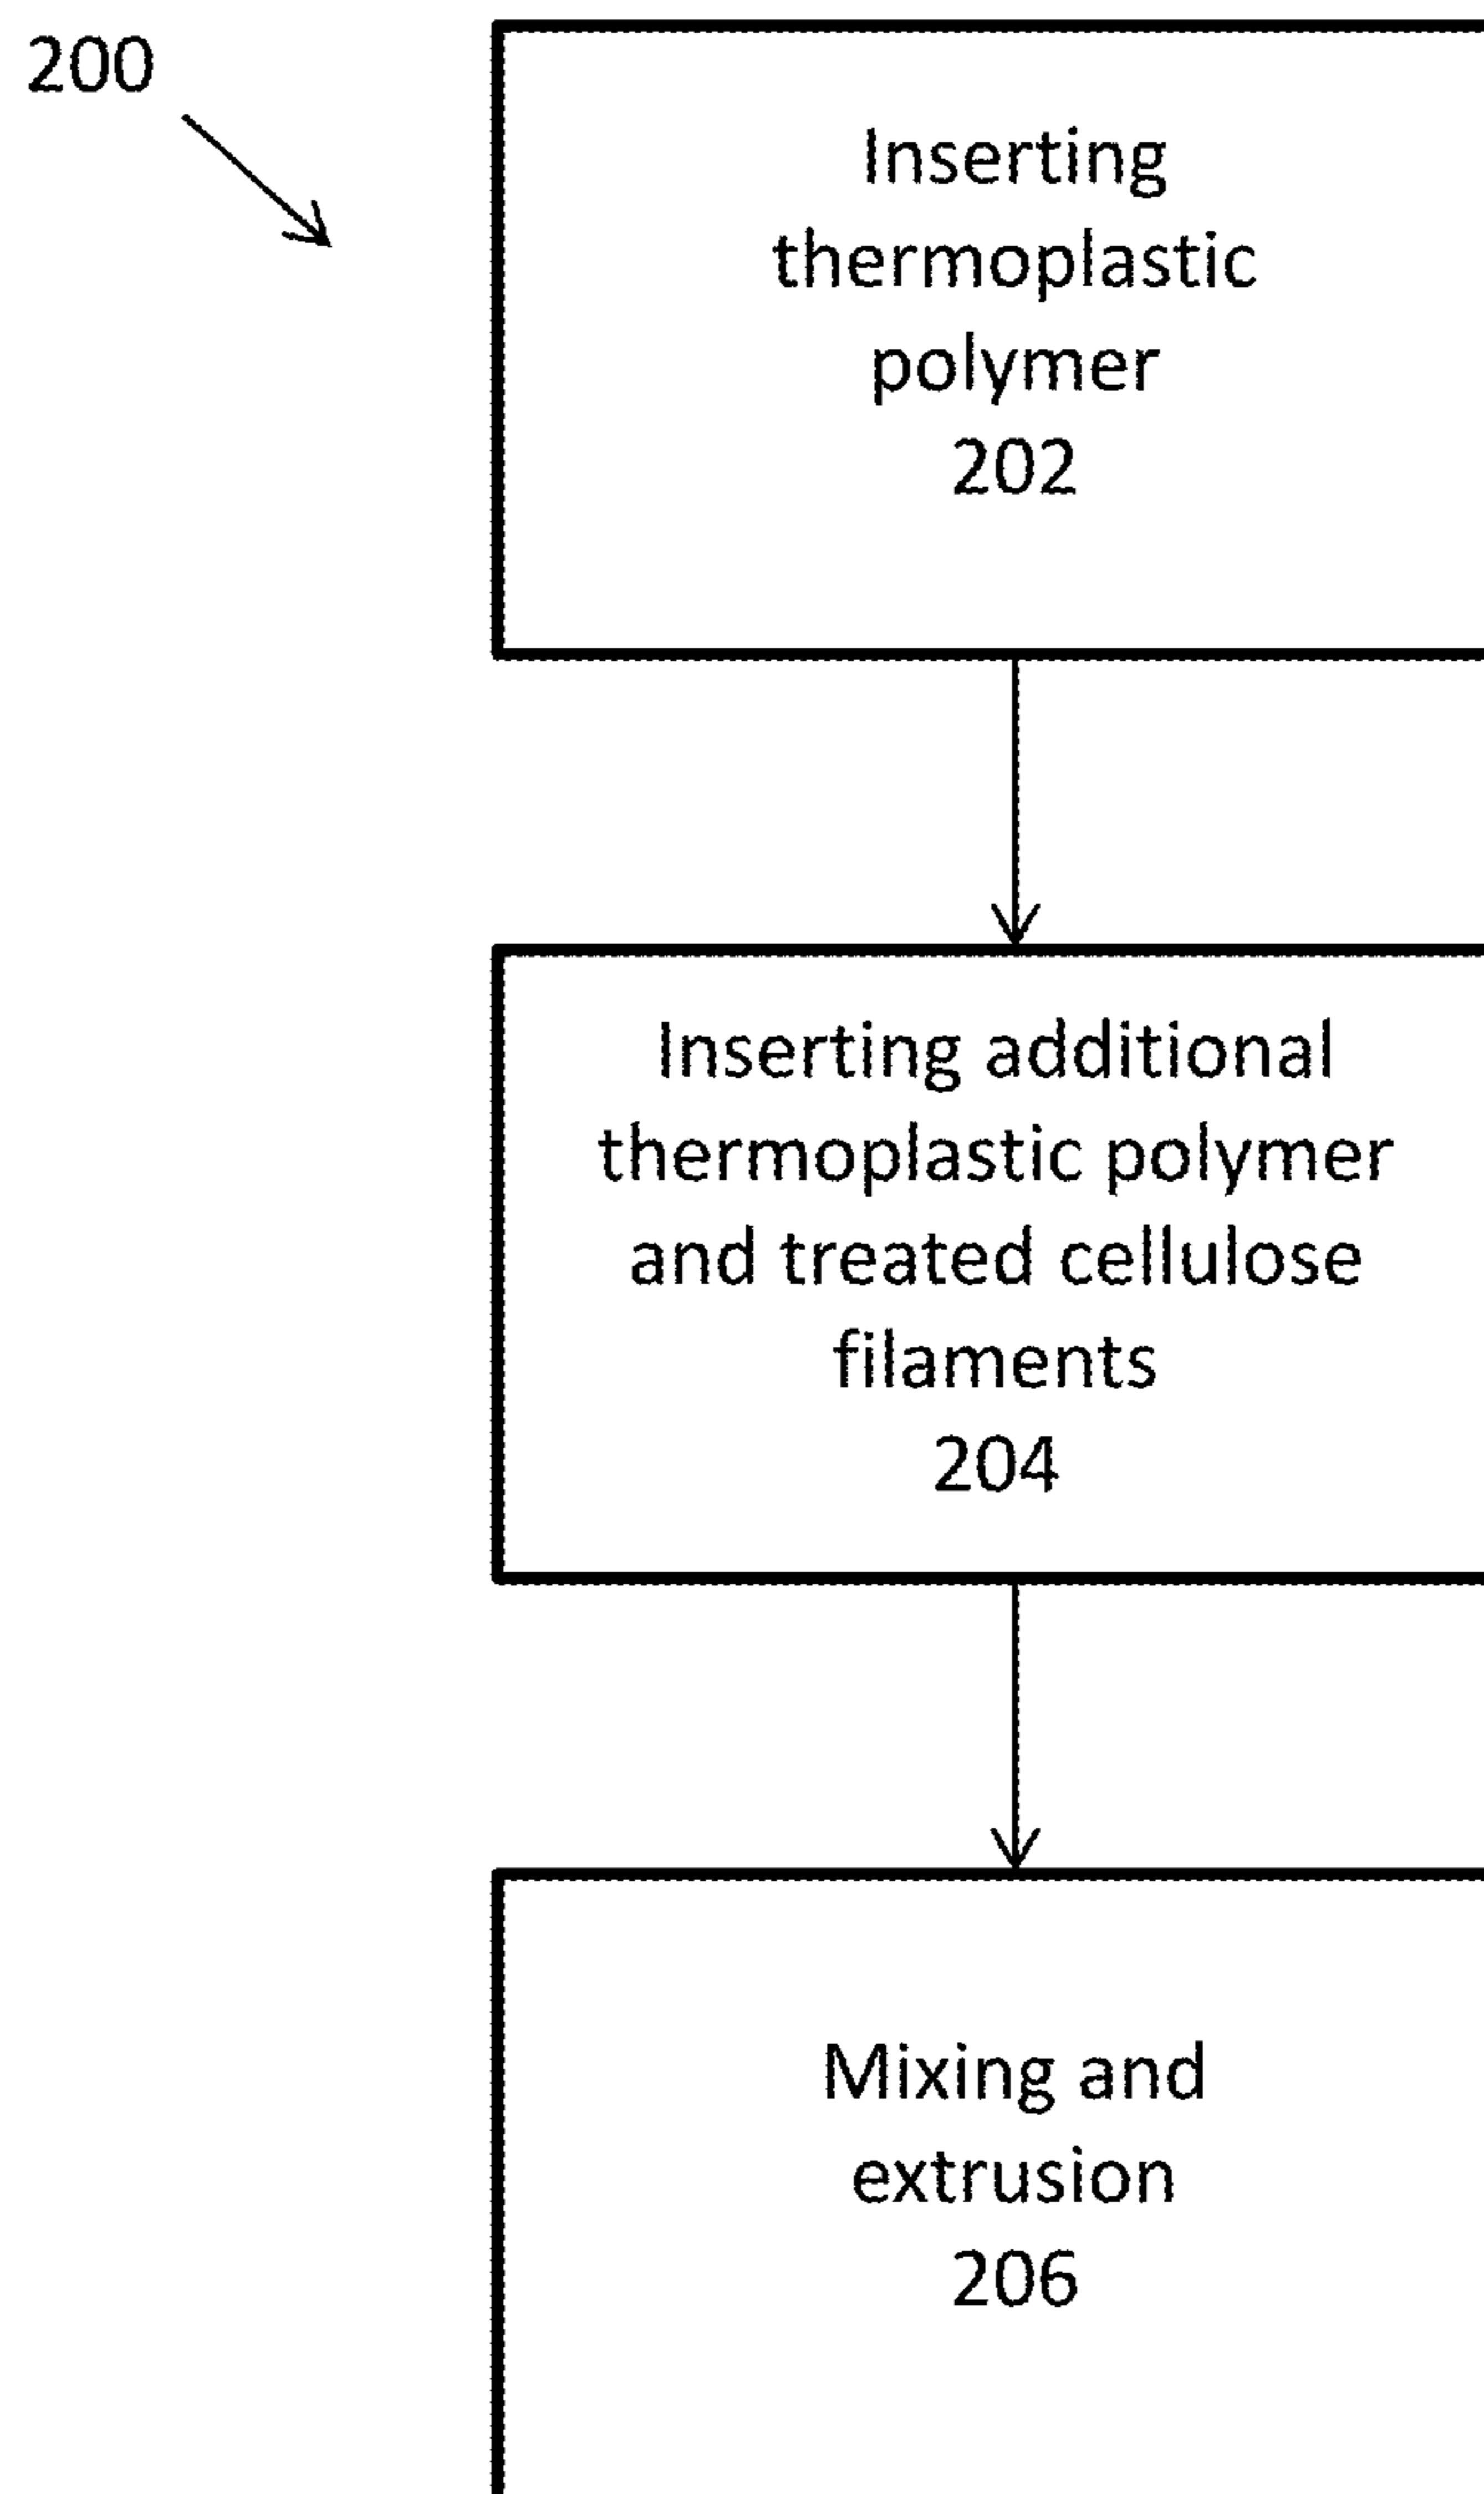 200
Inserting
thermoplastic
polymer
202
Inserting additional
thermoplastic polymer
and treated cellulose
filaments
204
Mixing and
extrusion
206